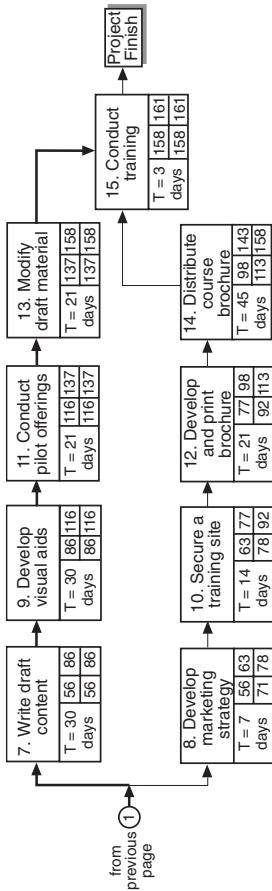 from
previous
page
1
7. Write draft
content
T = 30
days
56 86
56 86
9. Develop
visual aids
T = 30
days
86 116
86 116
11. Conduct
pilot offerings
T = 21
days
116 137
116 137
13. Modify
draft material
T = 21
days
137 158
137 158
8. Develop
marketing
strategy
T = 7
days
56 63
71 78
10. Secure a
training site
T = 14
days
63 77
78 92
12. Develop
and print
brochure
T = 21
days
77 98
92 113
14. Distribute
course
brochure
T = 45
days
98 143
113 158
15. Conduct
training
T = 3
days
158 161
158 161
Project
Finish